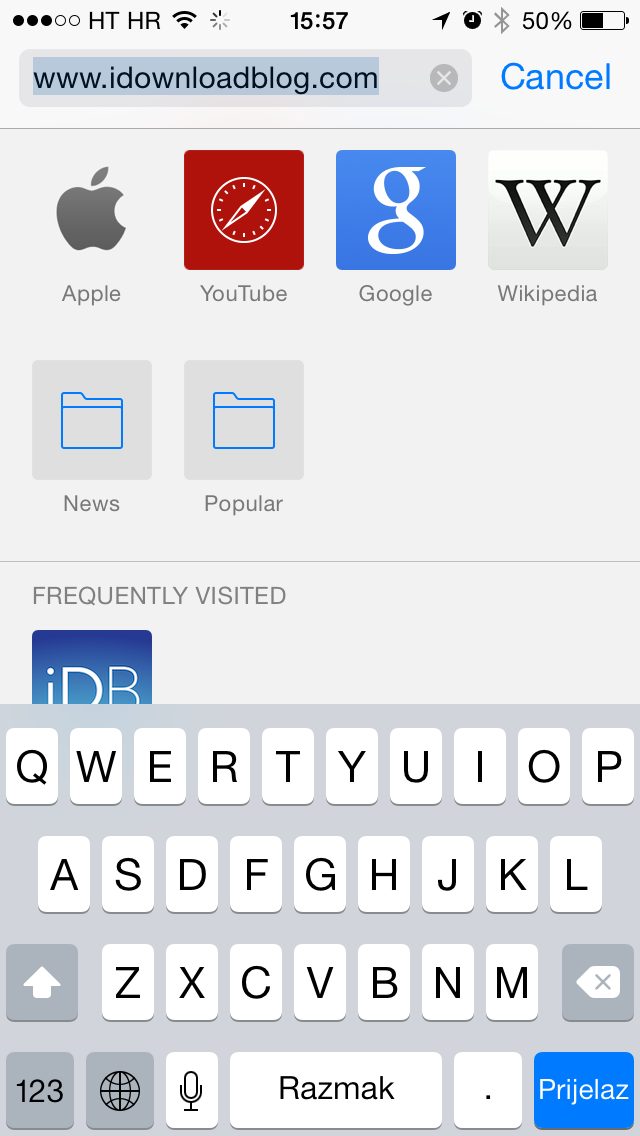 HT HR 15:57 50%
www.idownloadblog.com Cancel
g W
Apple YouTube Google Wikipedia
News Popular
FREQUENTLY VISITED
iDB
Q W E R T Y U I O P
A S D F G H J K L
Z X C V B N M
123 Razmak . Prijelaz